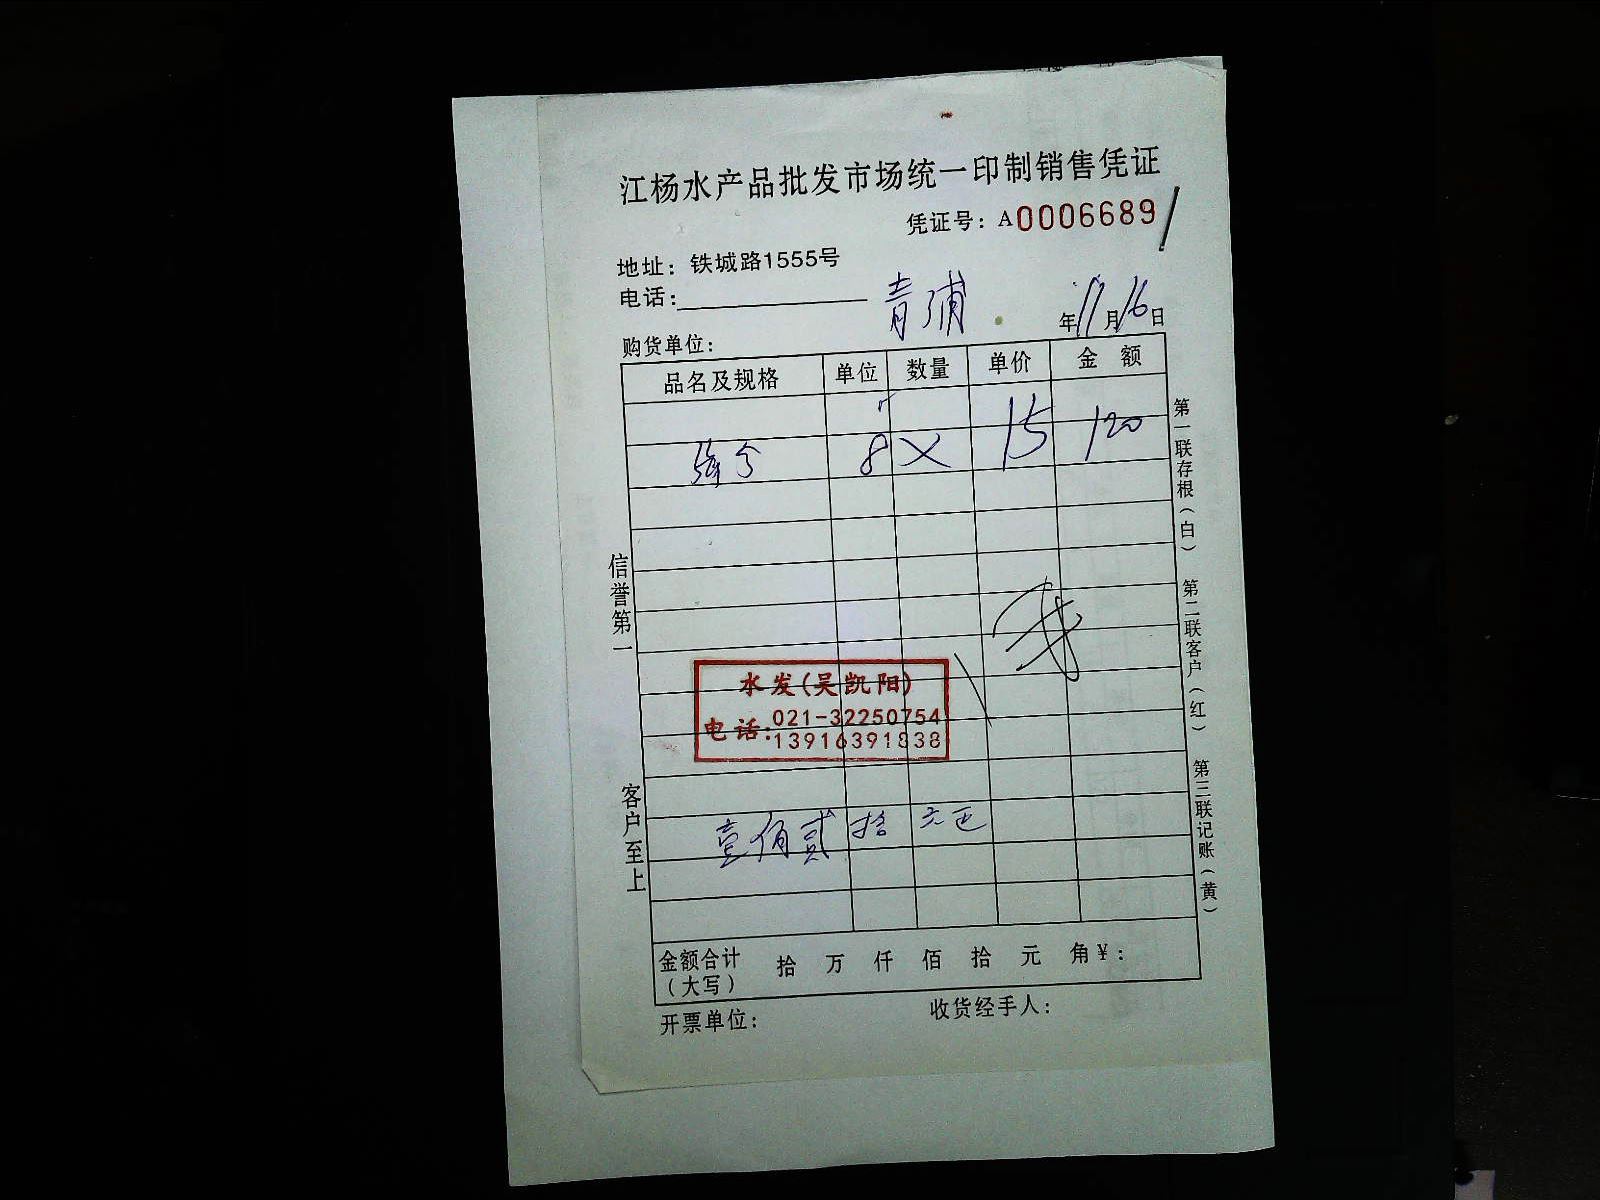 江杨水产品批发市场统一印制销售凭证
凭证号：A0006689
地址：铁城路1555号
电话：
青浦
年11月16日
购货单位：
品名及规格 单位 数量 单价 金额
8 X 15 120
水发(吴凯阳)
电话:021-32250754
13916391838
壹佰贰拾元正
金额合计（大写） 拾 万 仟 佰 拾 元 角￥：
开票单位： 收货经手人：
信誉第一
客户至上
第一联存根（白）
第二联客户（红）
第三联记账（黄）